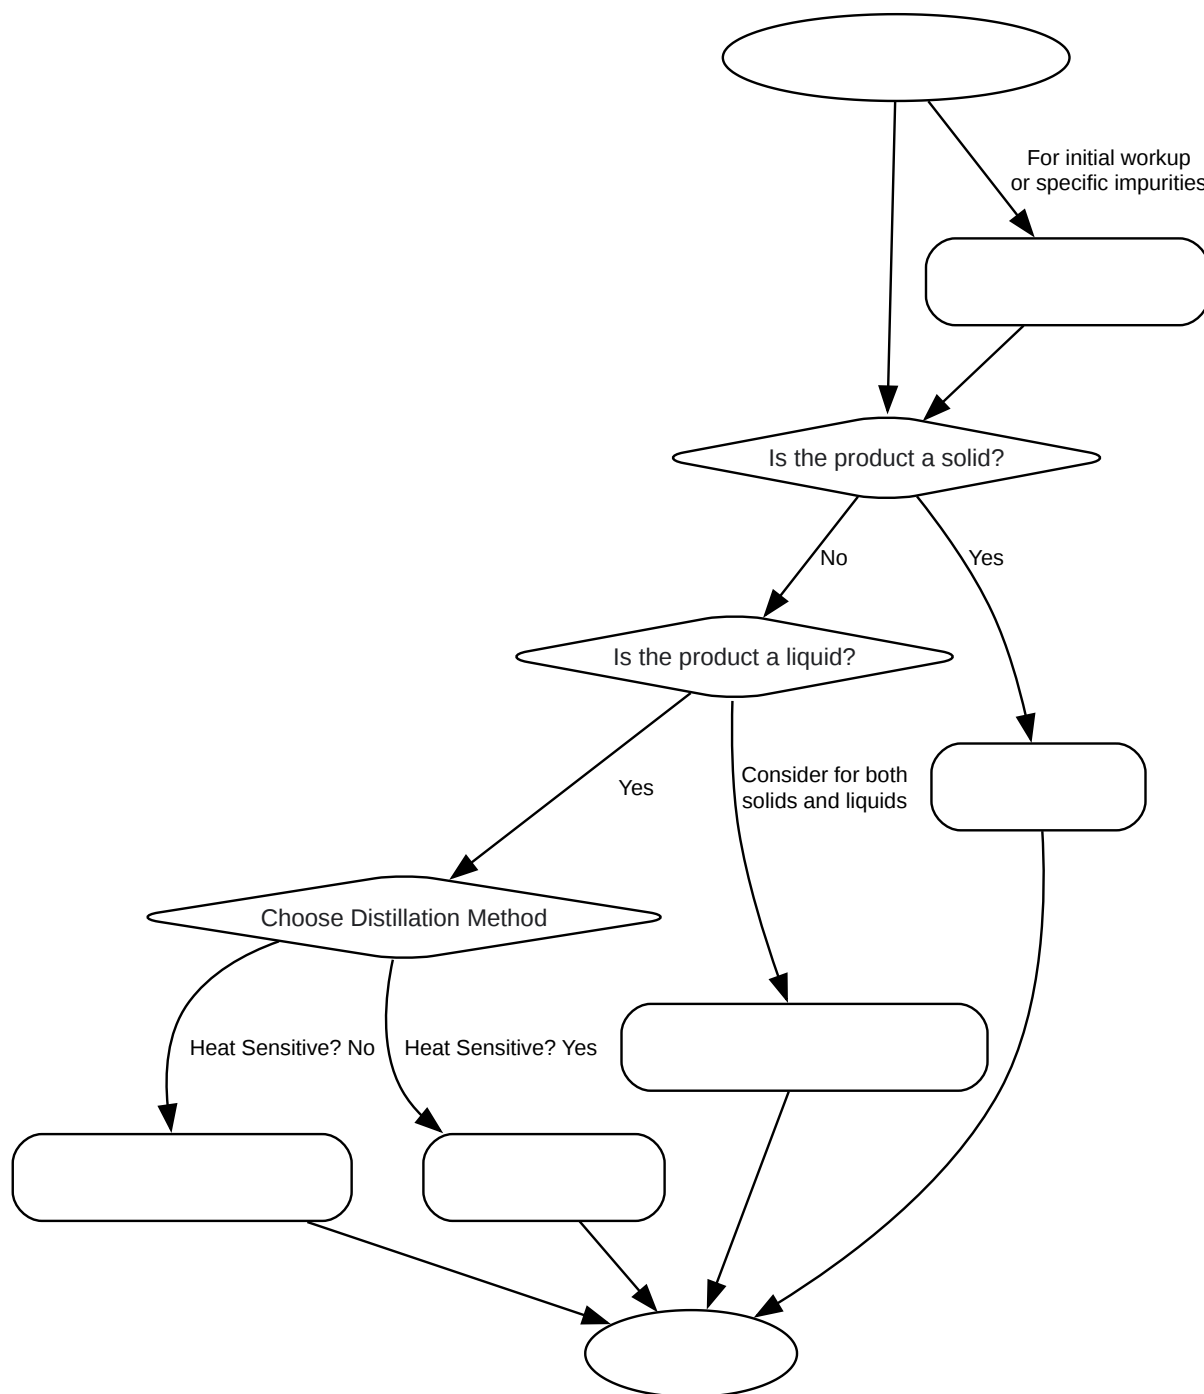 For initial workup
or specific impurities
Is the product a solid?
No
Yes
Is the product a liquid?
Consider for both
solids and liquids
Yes
Choose Distillation Method
Heat Sensitive? No
Heat Sensitive? Yes